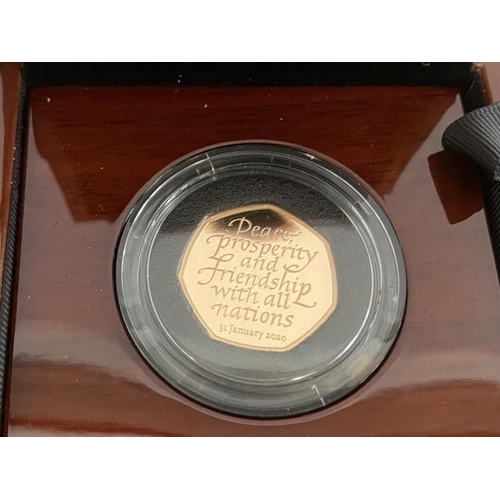 Peace,
prosperity
and
friendship
with all
nations
31 January 2020